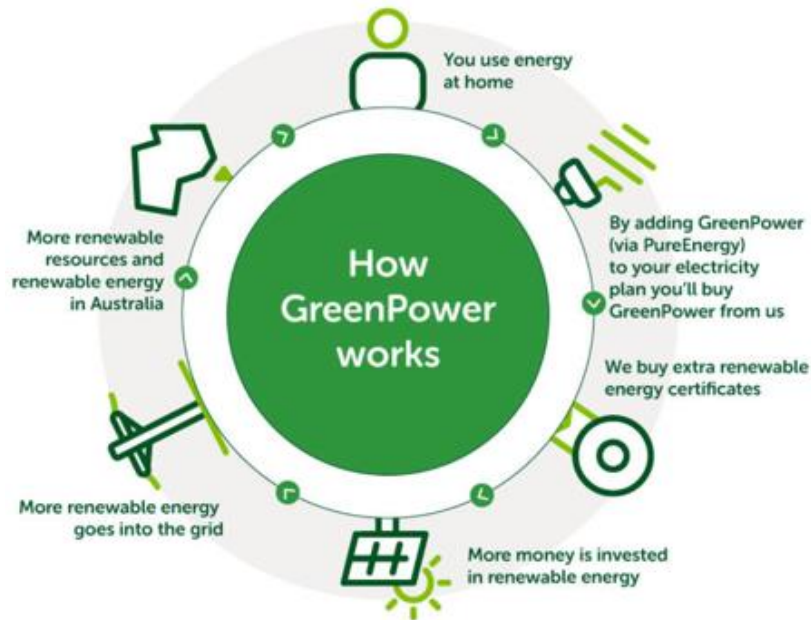 You use energy
at home
By adding GreenPower
(via PureEnergy)
to your electricity
plan you'll buy
GreenPower from us
We buy extra renewable
energy certificates
More money is invested
in renewable energy
More renewable energy
goes into the grid
More renewable
resources and
renewable energy
in Australia
How
GreenPower
works